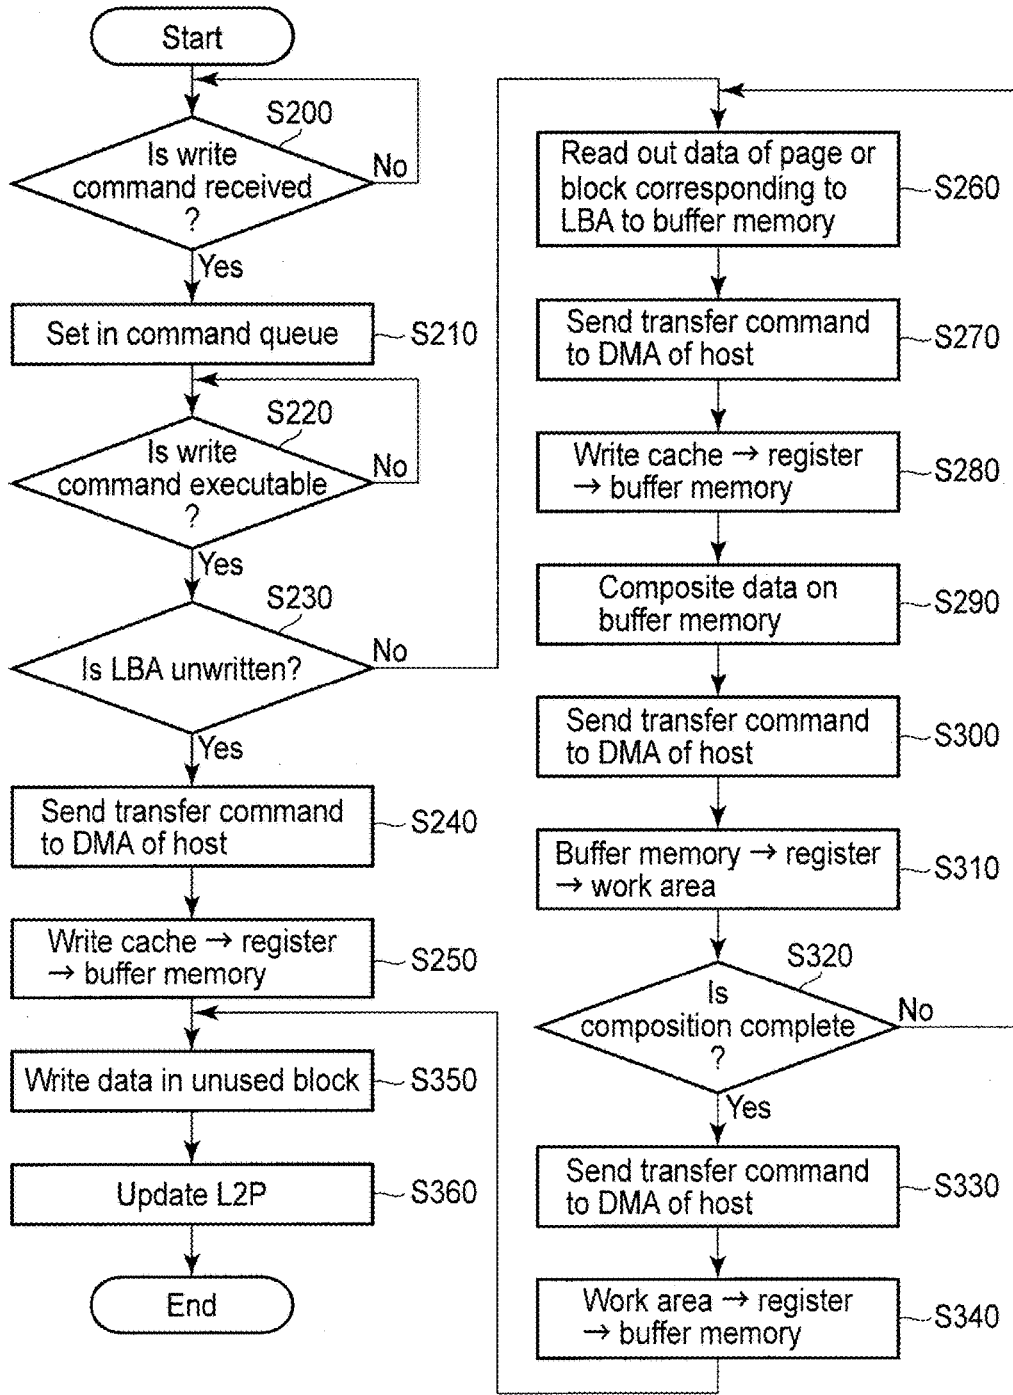 Start
S200
Is write
command received
?
No
Yes
Set in command queue
S210
S220
Is write
command executable
?
No
Yes
S230
Is LBA unwritten?
No
Yes
Send transfer command
to DMA of host
S240
Write cache → register
→ buffer memory
S250
Write data in unused block
S350
Update L2P
S360
End
Read out data of page or
block corresponding to
LBA to buffer memory
S260
Send transfer command
to DMA of host
S270
Write cache → register
→ buffer memory
S280
Composite data on
buffer memory
S290
Send transfer command
to DMA of host
S300
Buffer memory → register
→ work area
S310
S320
Is
composition complete
?
No
Yes
Send transfer command
to DMA of host
S330
Work area → register
→ buffer memory
S340